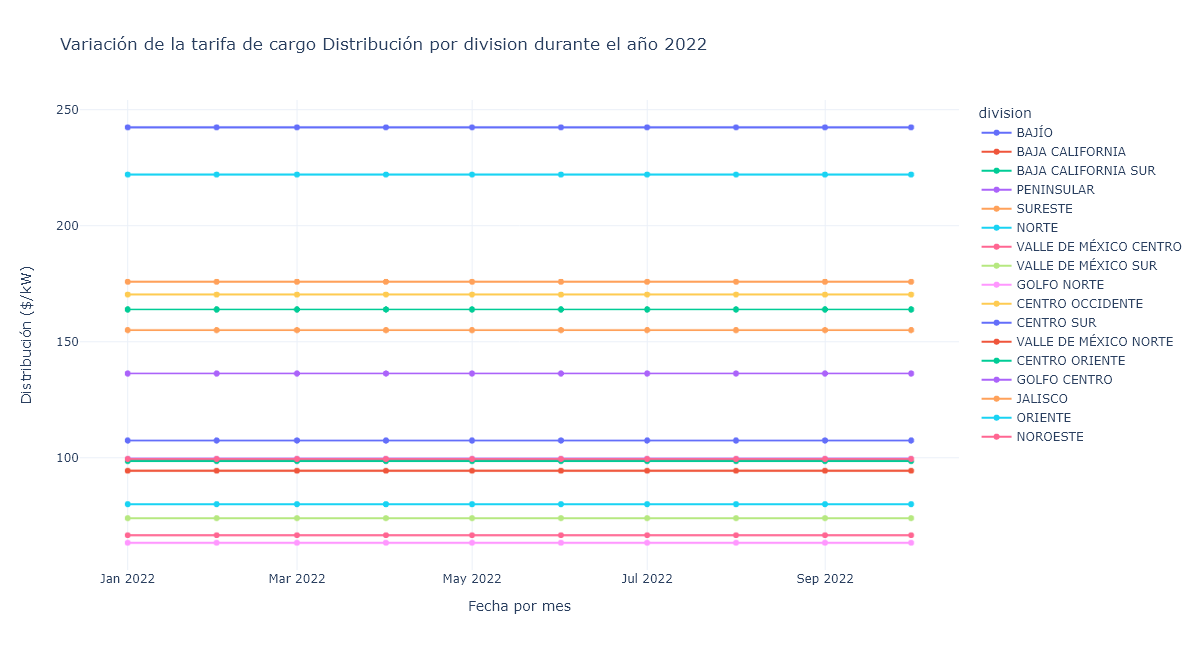 Variación de la tarifa de cargo Distribución por division durante el año 2022
250
200
150
100
Distribución ($/kW)
Jan 2022
Mar 2022
May 2022
Jul 2022
Sep 2022
Fecha por mes
division
BAJÍO
BAJA CALIFORNIA
BAJA CALIFORNIA SUR
PENINSULAR
SURESTE
NORTE
VALLE DE MÉXICO CENTRO
VALLE DE MÉXICO SUR
GOLFO NORTE
CENTRO OCCIDENTE
CENTRO SUR
VALLE DE MÉXICO NORTE
CENTRO ORIENTE
GOLFO CENTRO
JALISCO
ORIENTE
NOROESTE